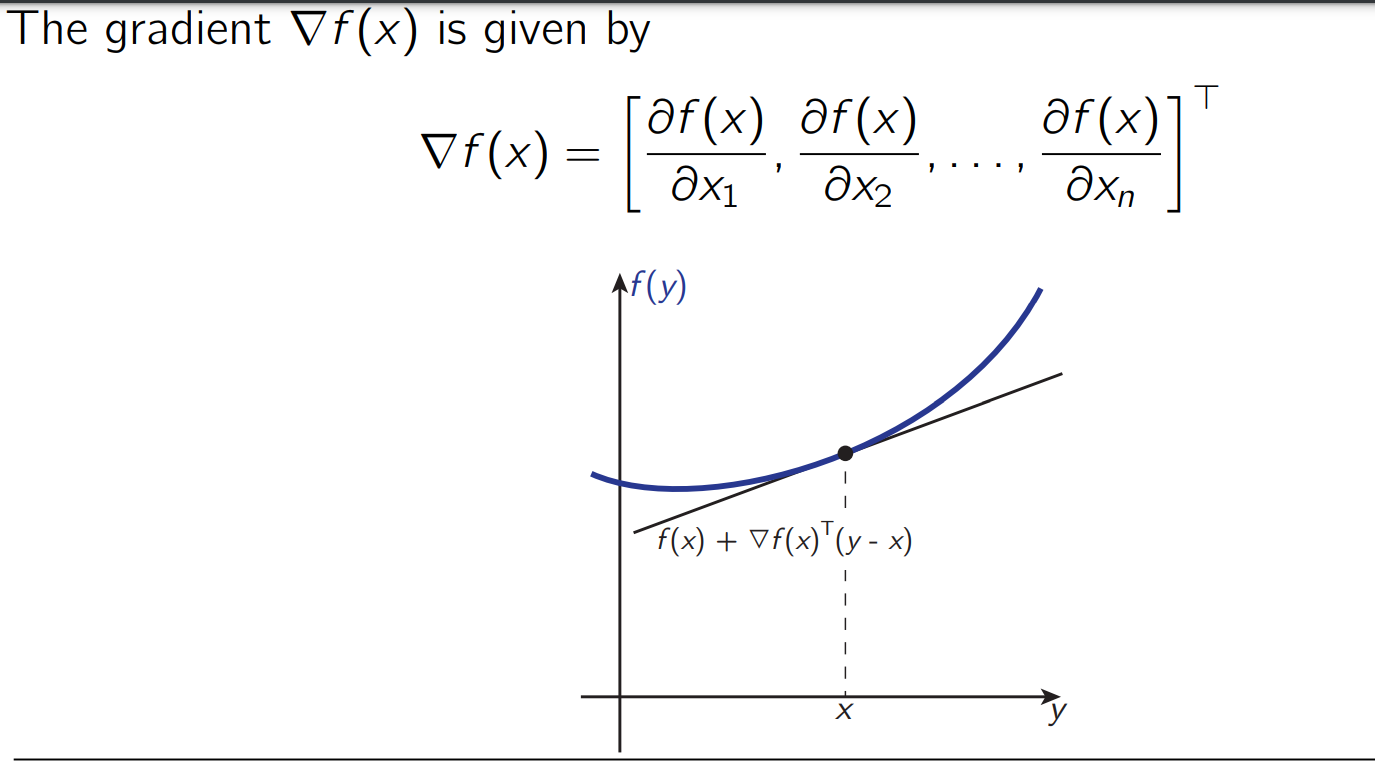 The gradient ∇f(x) is given by
∇f(x) = [∂f(x)/∂x₁, ∂f(x)/∂x₂, . . . , ∂f(x)/∂xₙ]^⊤
f(y)
f(x) + ∇f(x)^T(y - x)
x
y